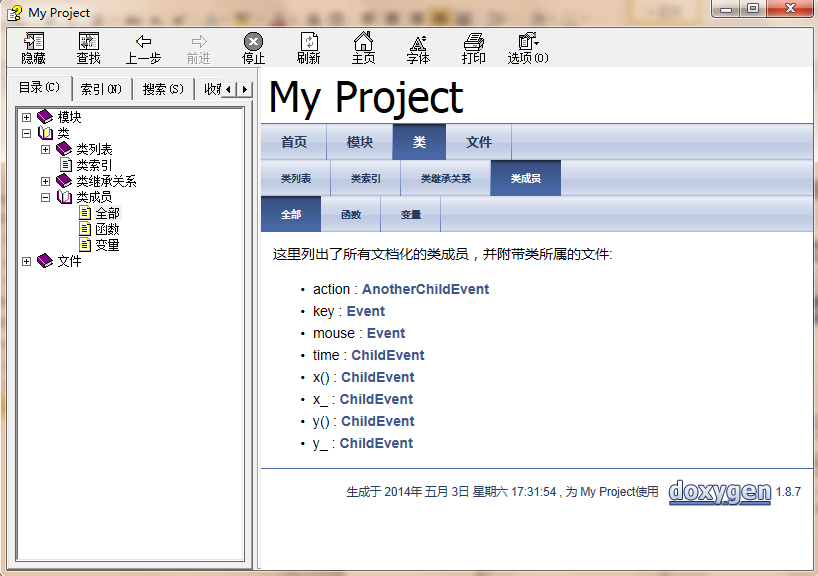 My Project
隐藏 查找 上一步 前进 停止 刷新 主页 字体 打印 选项(O)
目录(C) 索引(N) 搜索(S)
模块
类
类列表
类索引
类继承关系
类成员
全部
函数
变量
文件
My Project
首页 模块 类 文件
类列表 类索引 类继承关系 类成员
全部 函数 变量
这里列出了所有文档化的类成员，并附带类所属的文件:
• action : AnotherChildEvent
• key : Event
• mouse : Event
• time : ChildEvent
• x() : ChildEvent
• x_ : ChildEvent
• y() : ChildEvent
• y_ : ChildEvent
生成于 2014年 五月 3日 星期六 17:31:54 , 为 My Project使用 doxygen 1.8.7